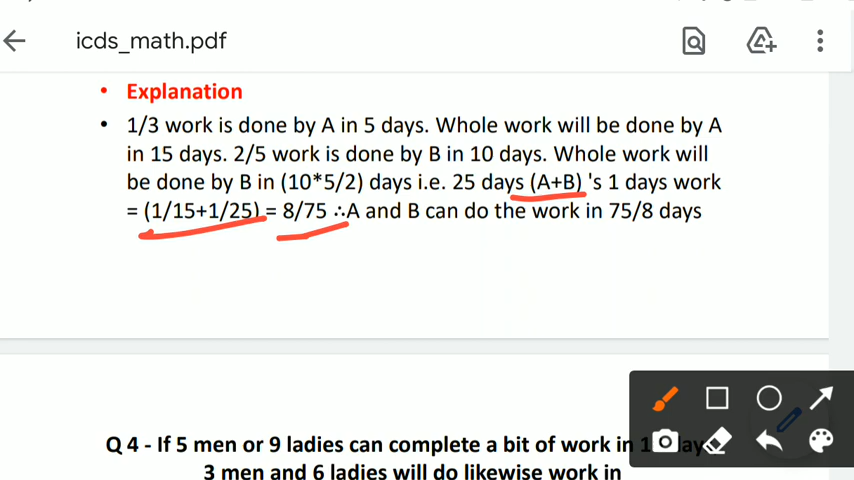 icds_math.pdf
• Explanation
• 1/3 work is done by A in 5 days. Whole work will be done by A
in 15 days. 2/5 work is done by B in 10 days. Whole work will
be done by B in (10*5/2) days i.e. 25 days (A+B) 's 1 days work
= (1/15+1/25) = 8/75 ∴A and B can do the work in 75/8 days
Q 4 - If 5 men or 9 ladies can complete a bit of work in
3 men and 6 ladies will do likewise work in